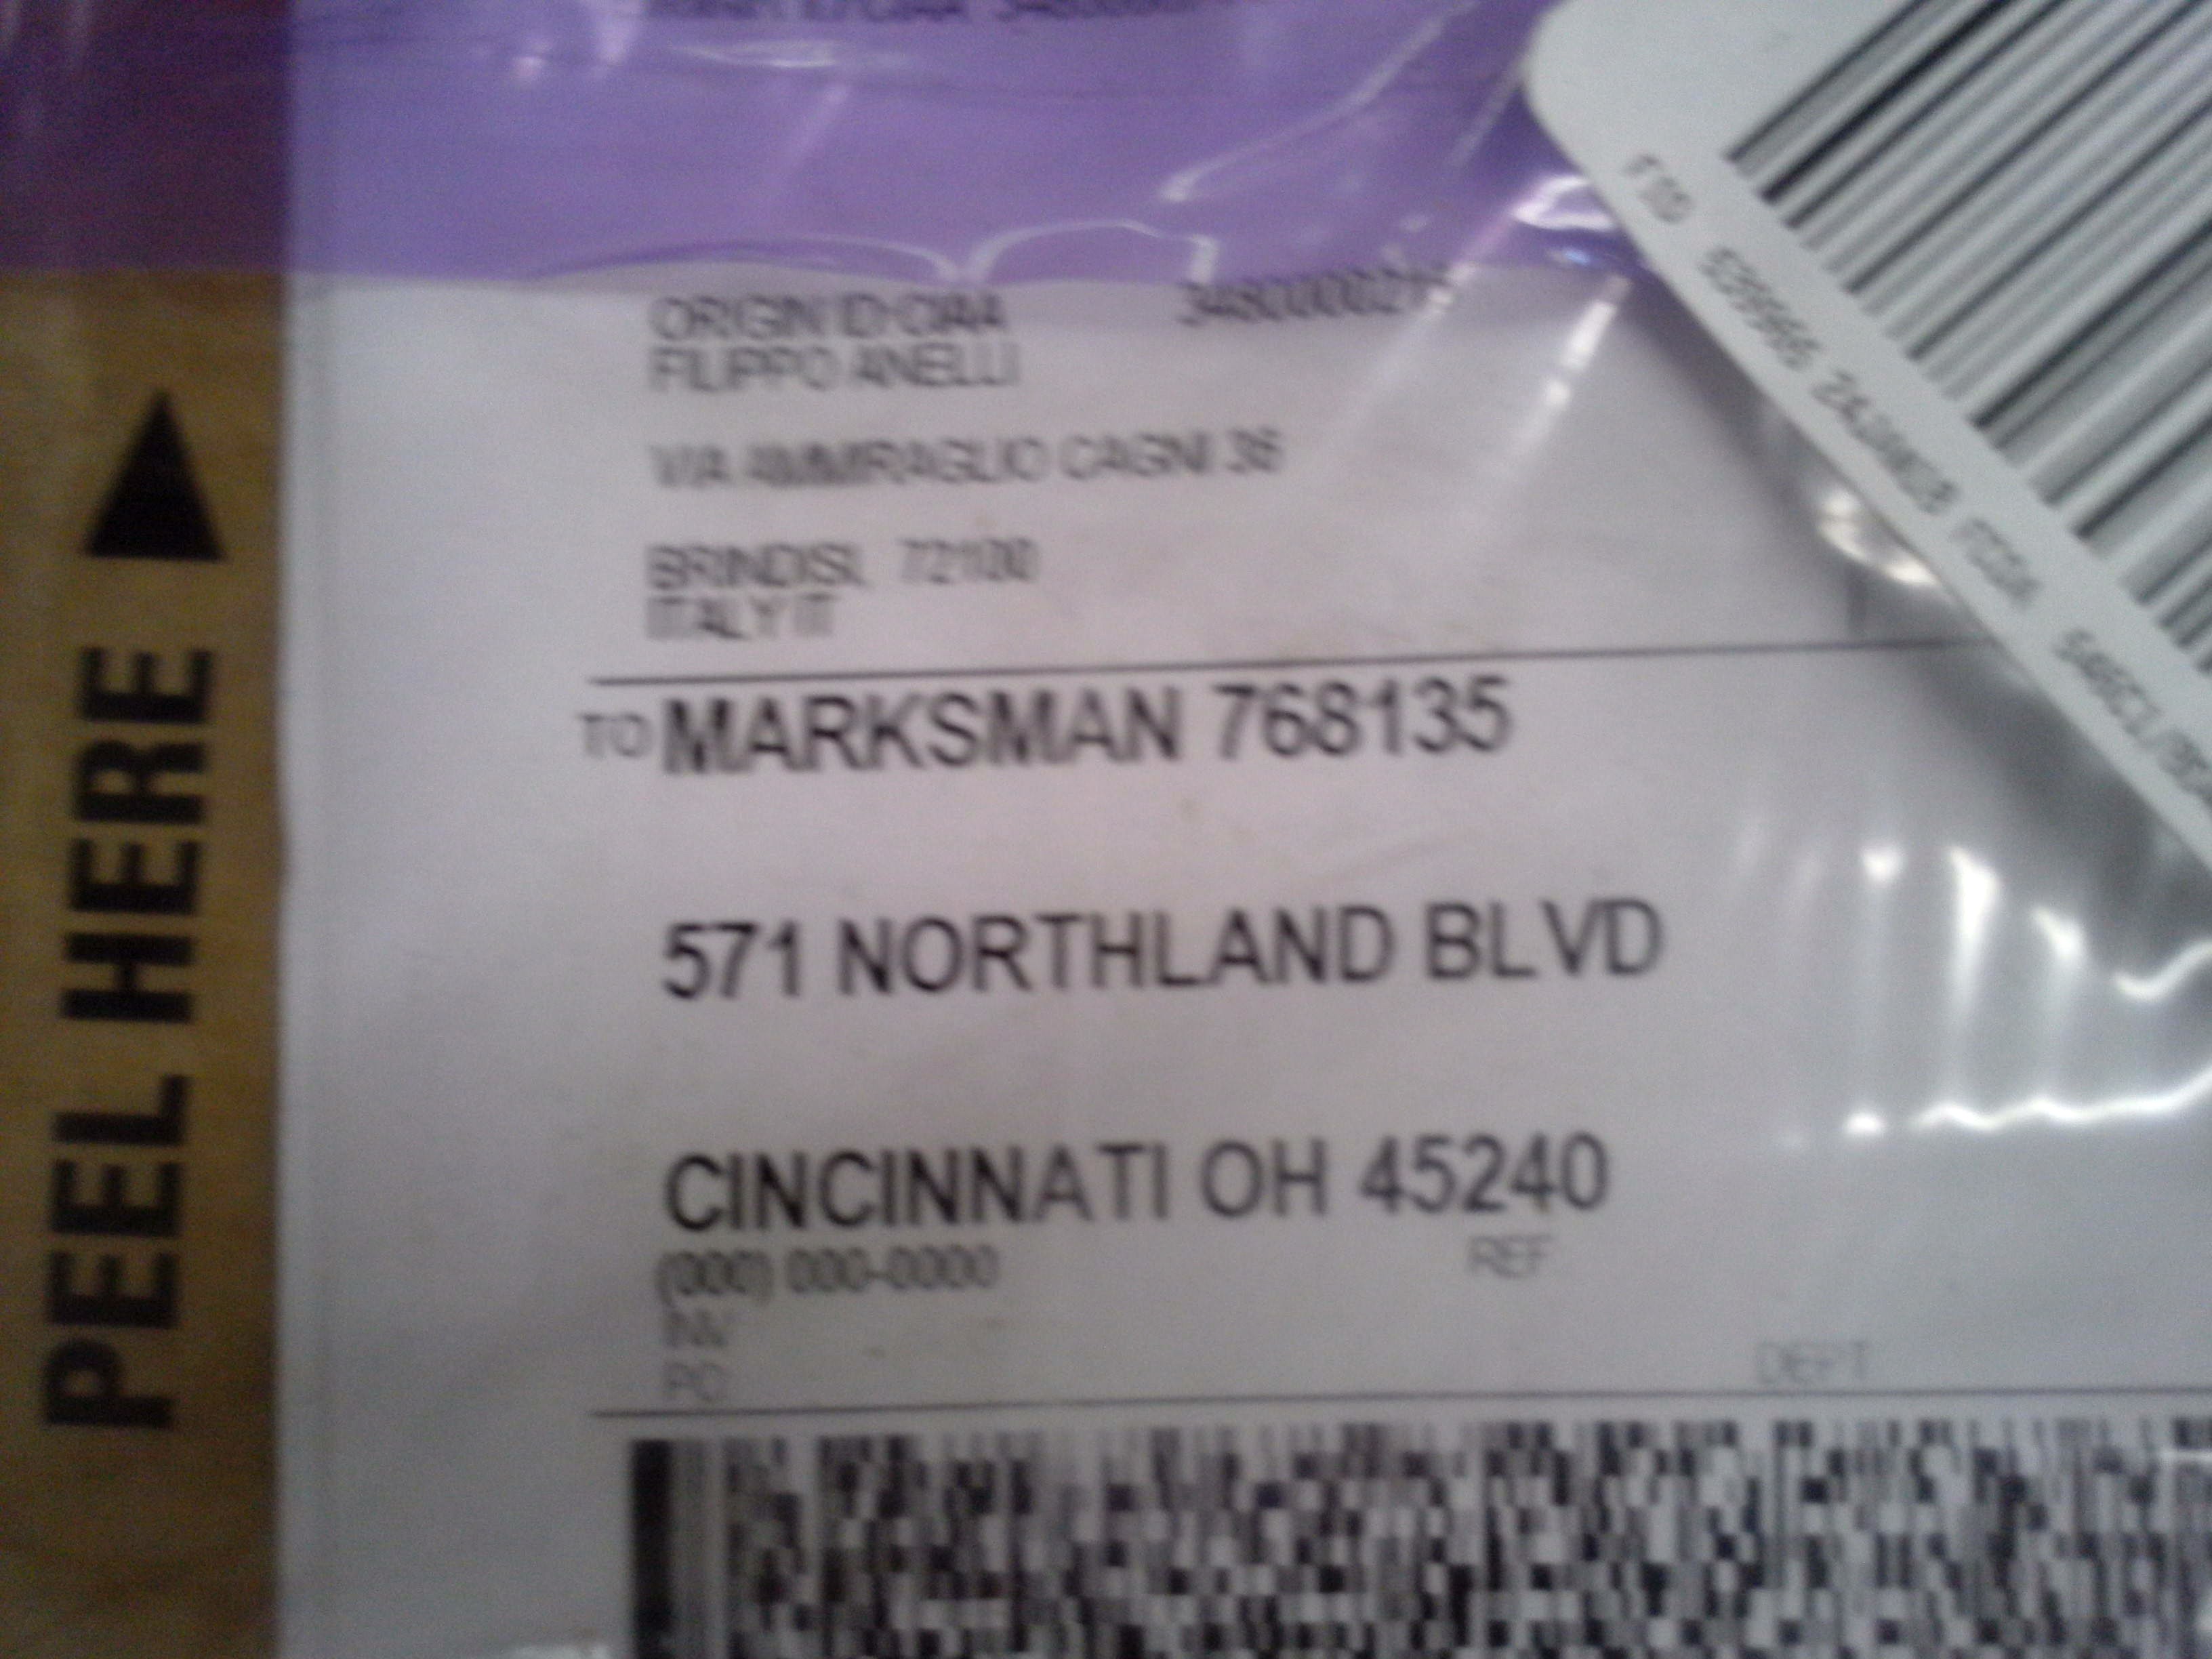 ORIGIN ID:CIAA
FILIPPO ANELLI
VIA AMMIRAGLIO CAGNI 36
BRINDISI, 72100
ITALY IT
TO MARKSMAN 768135
571 NORTHLAND BLVD
CINCINNATI OH 45240
(000) 000-0000 REF
INV
PO
DEPT
PEEL HERE